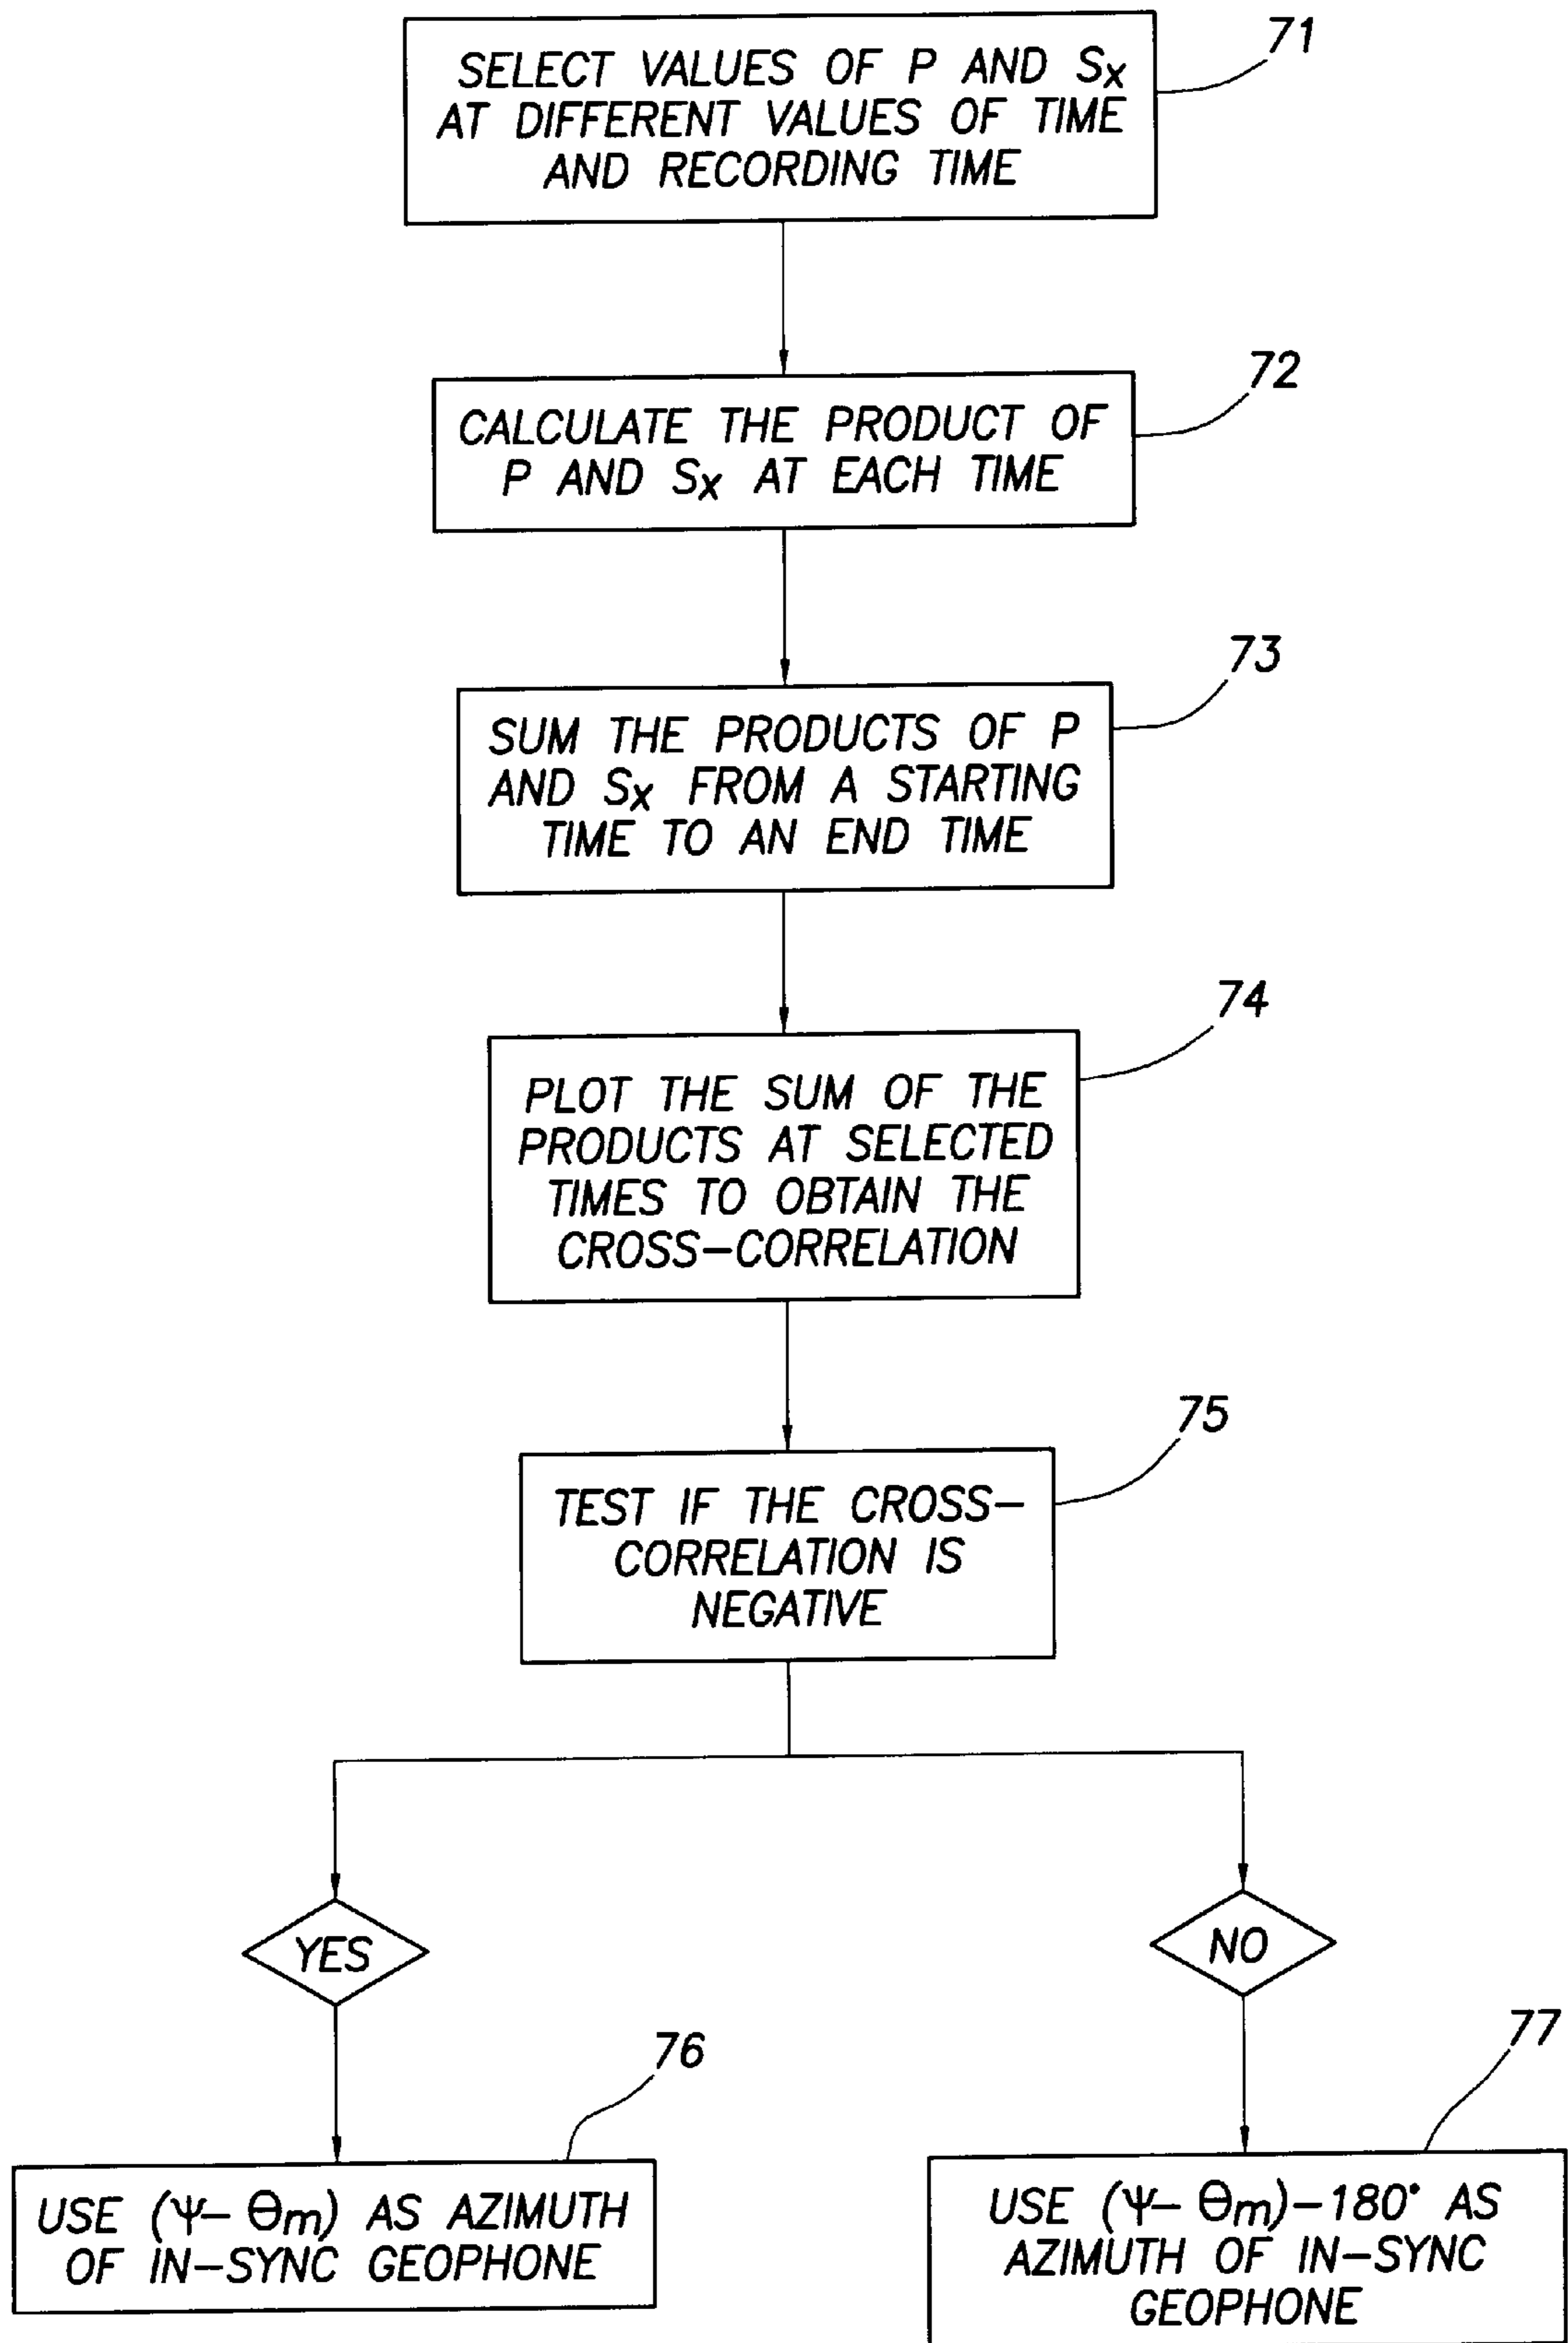 71
SELECT VALUES OF P AND Sx
AT DIFFERENT VALUES OF TIME
AND RECORDING TIME
72
CALCULATE THE PRODUCT OF
P AND Sx AT EACH TIME
73
SUM THE PRODUCTS OF P
AND Sx FROM A STARTING
TIME TO AN END TIME
74
PLOT THE SUM OF THE
PRODUCTS AT SELECTED
TIMES TO OBTAIN THE
CROSS-CORRELATION
75
TEST IF THE CROSS-
CORRELATION IS
NEGATIVE
YES
NO
76
USE (Ψ- Θm) AS AZIMUTH
OF IN-SYNC GEOPHONE
77
USE (Ψ- Θm)-180° AS
AZIMUTH OF IN-SYNC
GEOPHONE